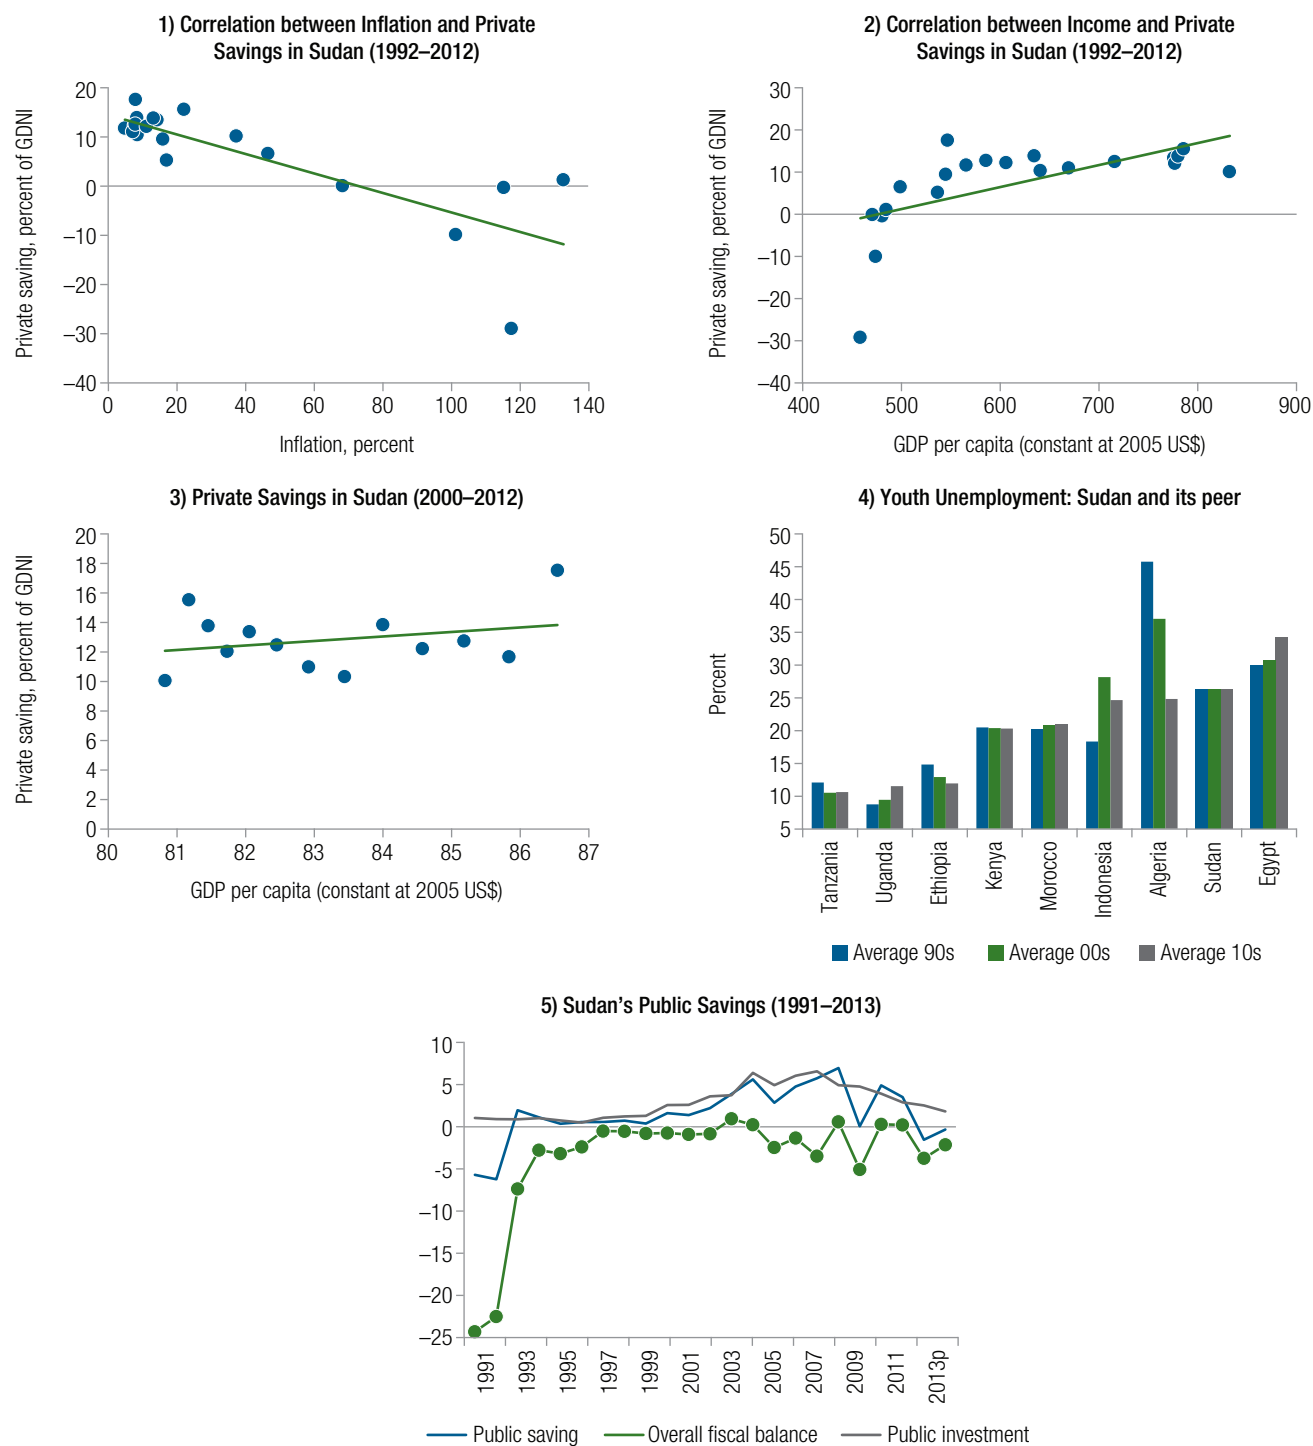 1) Correlation between Inflation and Private
Savings in Sudan (1992–2012)
Private saving, percent of GDNI
20
10
0
–10
–20
–30
–40
0 20 40 60 80 100 120 140
Inflation, percent
2) Correlation between Income and Private
Savings in Sudan (1992–2012)
Private saving, percent of GDNI
30
20
10
0
–10
–20
–30
–40
400 500 600 700 800 900
GDP per capita (constant at 2005 US$)
3) Private Savings in Sudan (2000–2012)
Private saving, percent of GDNI
20
18
16
14
12
10
8
6
4
2
0
80 81 82 83 84 85 86 87
GDP per capita (constant at 2005 US$)
4) Youth Unemployment: Sudan and its peer
Percent
50
45
40
35
30
25
20
15
10
5
Tanzania
Uganda
Ethiopia
Kenya
Morocco
Indonesia
Algeria
Sudan
Egypt
Average 90s Average 00s Average 10s
5) Sudan’s Public Savings (1991–2013)
10
5
0
-5
–10
–15
–20
–25
1991
1993
1995
1997
1999
2001
2003
2005
2007
2009
2011
2013p
Public saving Overall fiscal balance Public investment